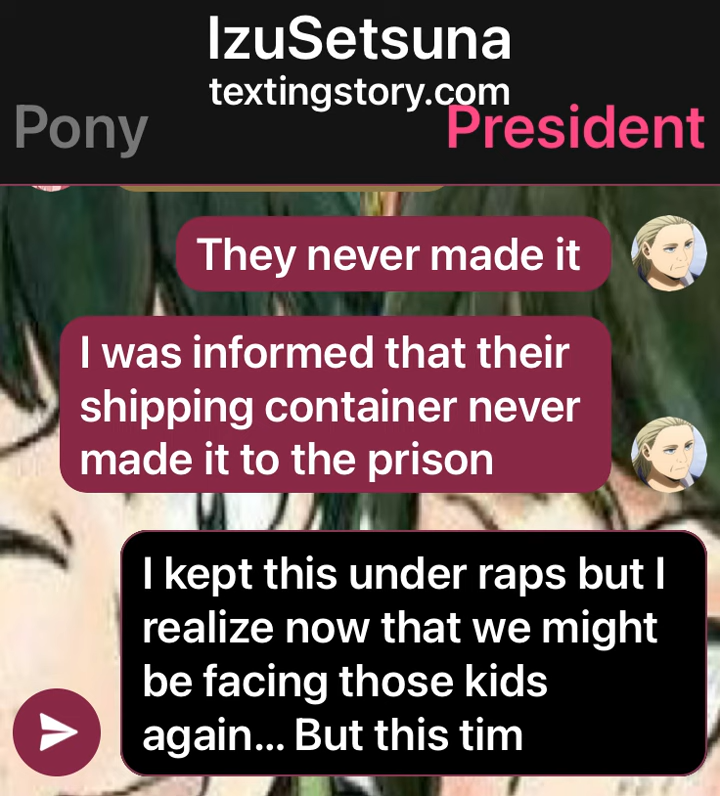 IzuSetsuna
textingstory.com
Pony
President
They never made it
I was informed that their
shipping container never
made it to the prison
I kept this under raps but I
realize now that we might
be facing those kids
again... But this tim